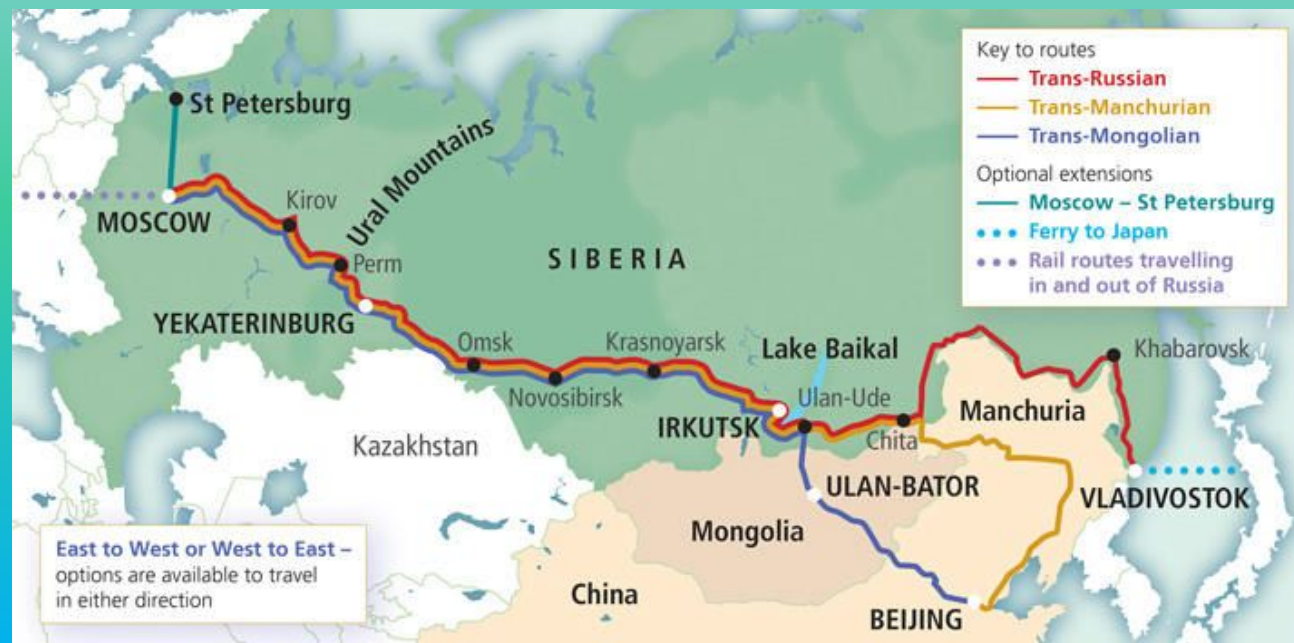 St Petersburg
MOSCOW
Kirov
Ural Mountains
Perm
YEKATERINBURG
SIBERIA
Omsk
Novosibirsk
Krasnoyarsk
Lake Baikal
IRKUTSK
Ulan-Ude
Chita
Manchuria
Khabarovsk
VLADIVOSTOK
Kazakhstan
ULAN-BATOR
Mongolia
China
BEIJING
Key to routes
Trans-Russian
Trans-Manchurian
Trans-Mongolian
Optional extensions
Moscow – St Petersburg
Ferry to Japan
Rail routes travelling
in and out of Russia
East to West or West to East –
options are available to travel
in either direction